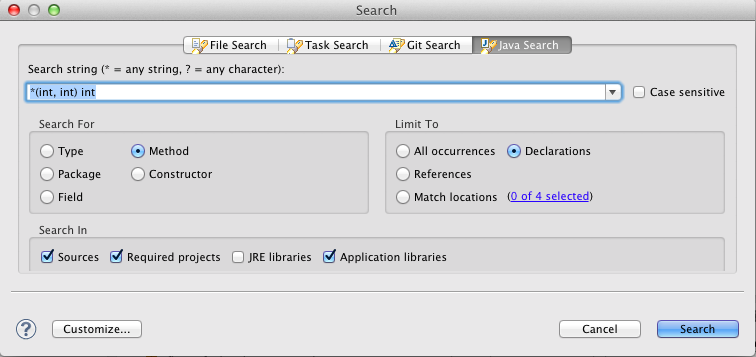 Search
File Search Task Search Git Search Java Search
Search string (* = any string, ? = any character):
*(int, int) int
Case sensitive
Search For
Limit To
Type Method
All occurrences Declarations
Package Constructor
References
Field
Match locations (0 of 4 selected)
Search In
Sources Required projects JRE libraries Application libraries
? Customize... Cancel Search